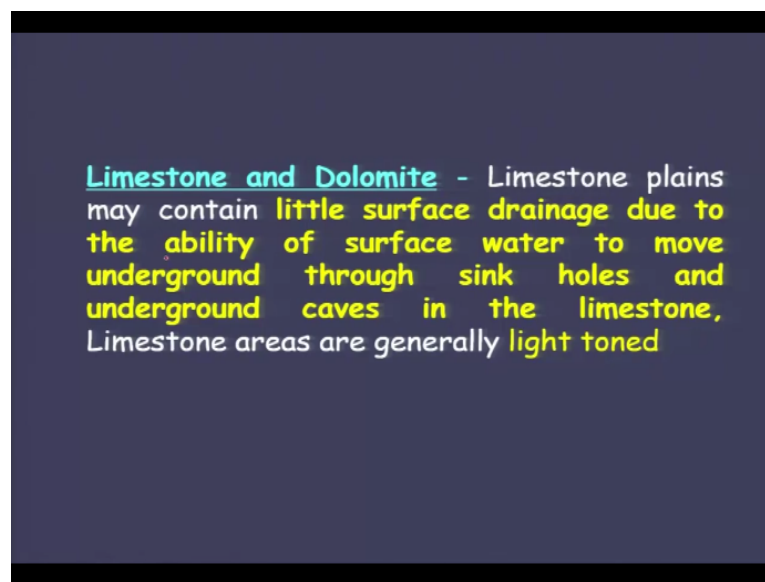 Limestone and Dolomite - Limestone plains
may contain little surface drainage due to
the ability of surface water to move
underground through sink holes and
underground caves in the limestone,
Limestone areas are generally light toned